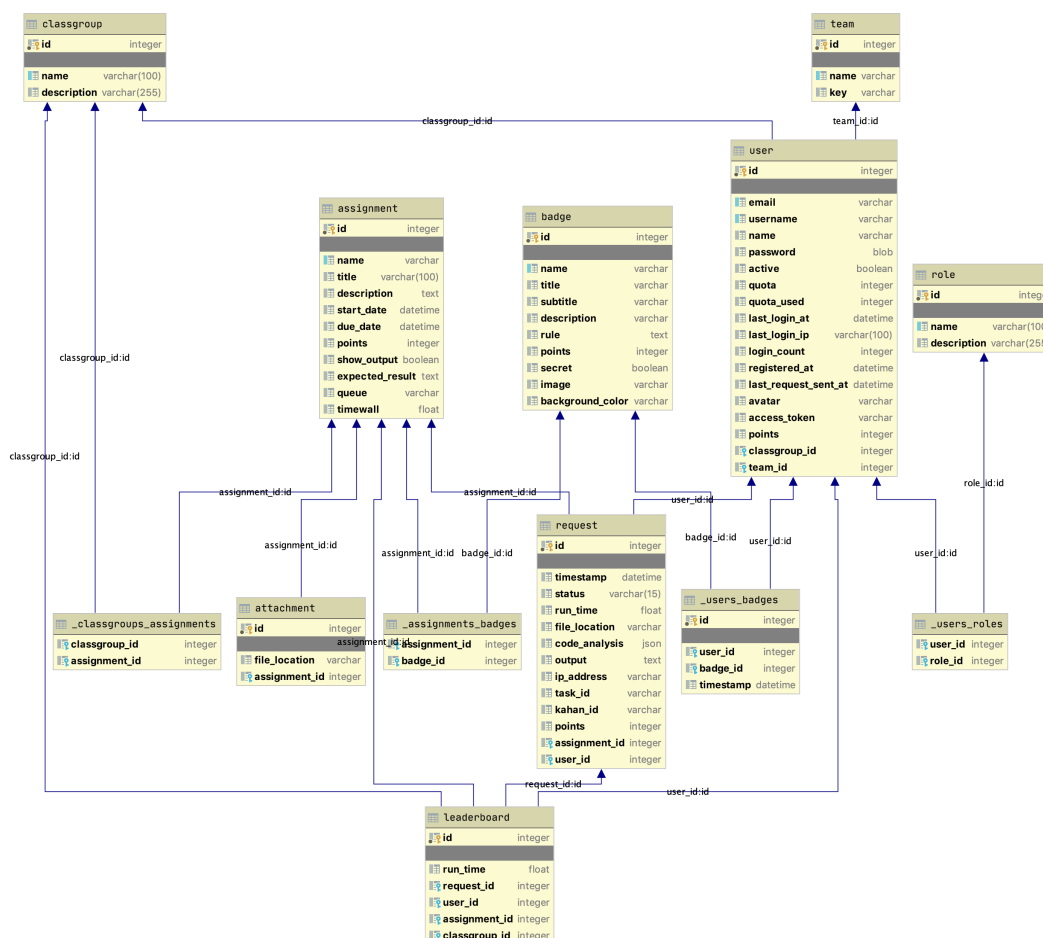 classgroup
id integer
name varchar(100)
description varchar(255)
team
id integer
name varchar
key varchar
classgroup_id:id
team_id:id
user
id integer
email varchar
username varchar
name varchar
password blob
active boolean
quota integer
quota_used integer
last_login_at datetime
last_login_ip varchar(100)
login_count integer
registered_at datetime
last_request_sent_at datetime
avatar varchar
access_token varchar
points integer
classgroup_id integer
team_id integer
assignment
id integer
name varchar
title varchar(100)
description text
start_date datetime
due_date datetime
points integer
show_output boolean
expected_result text
queue varchar
timewall float
badge
id integer
name varchar
title varchar
subtitle varchar
description varchar
rule text
points integer
secret boolean
image varchar
background_color varchar
role
id intege
name varchar(100
description varchar(255
classgroup_id:id
classgroup_id:id
assignment_id:id
assignment_id:id
user_id:id
role_id:id
assignment_id:id
assignment_id:id
badge_id:id
badge_id:id
user_id:id
user_id:id
request
id integer
timestamp datetime
status varchar(15)
run_time float
file_location varchar
code_analysis json
output text
ip_address varchar
task_id varchar
kahan_id varchar
points integer
assignment_id integer
user_id integer
_classgroups_assignments
classgroup_id integer
assignment_id integer
attachment
id integer
file_location varchar
assignment_id integer
assignment_id:id
_assignments_badges
assignment_id integer
badge_id integer
_users_badges
id integer
user_id integer
badge_id integer
timestamp datetime
_users_roles
user_id integer
role_id integer
request_id:id
user_id:id
leaderboard
id integer
run_time float
request_id integer
user_id integer
assignment_id integer
classgroup_id integer